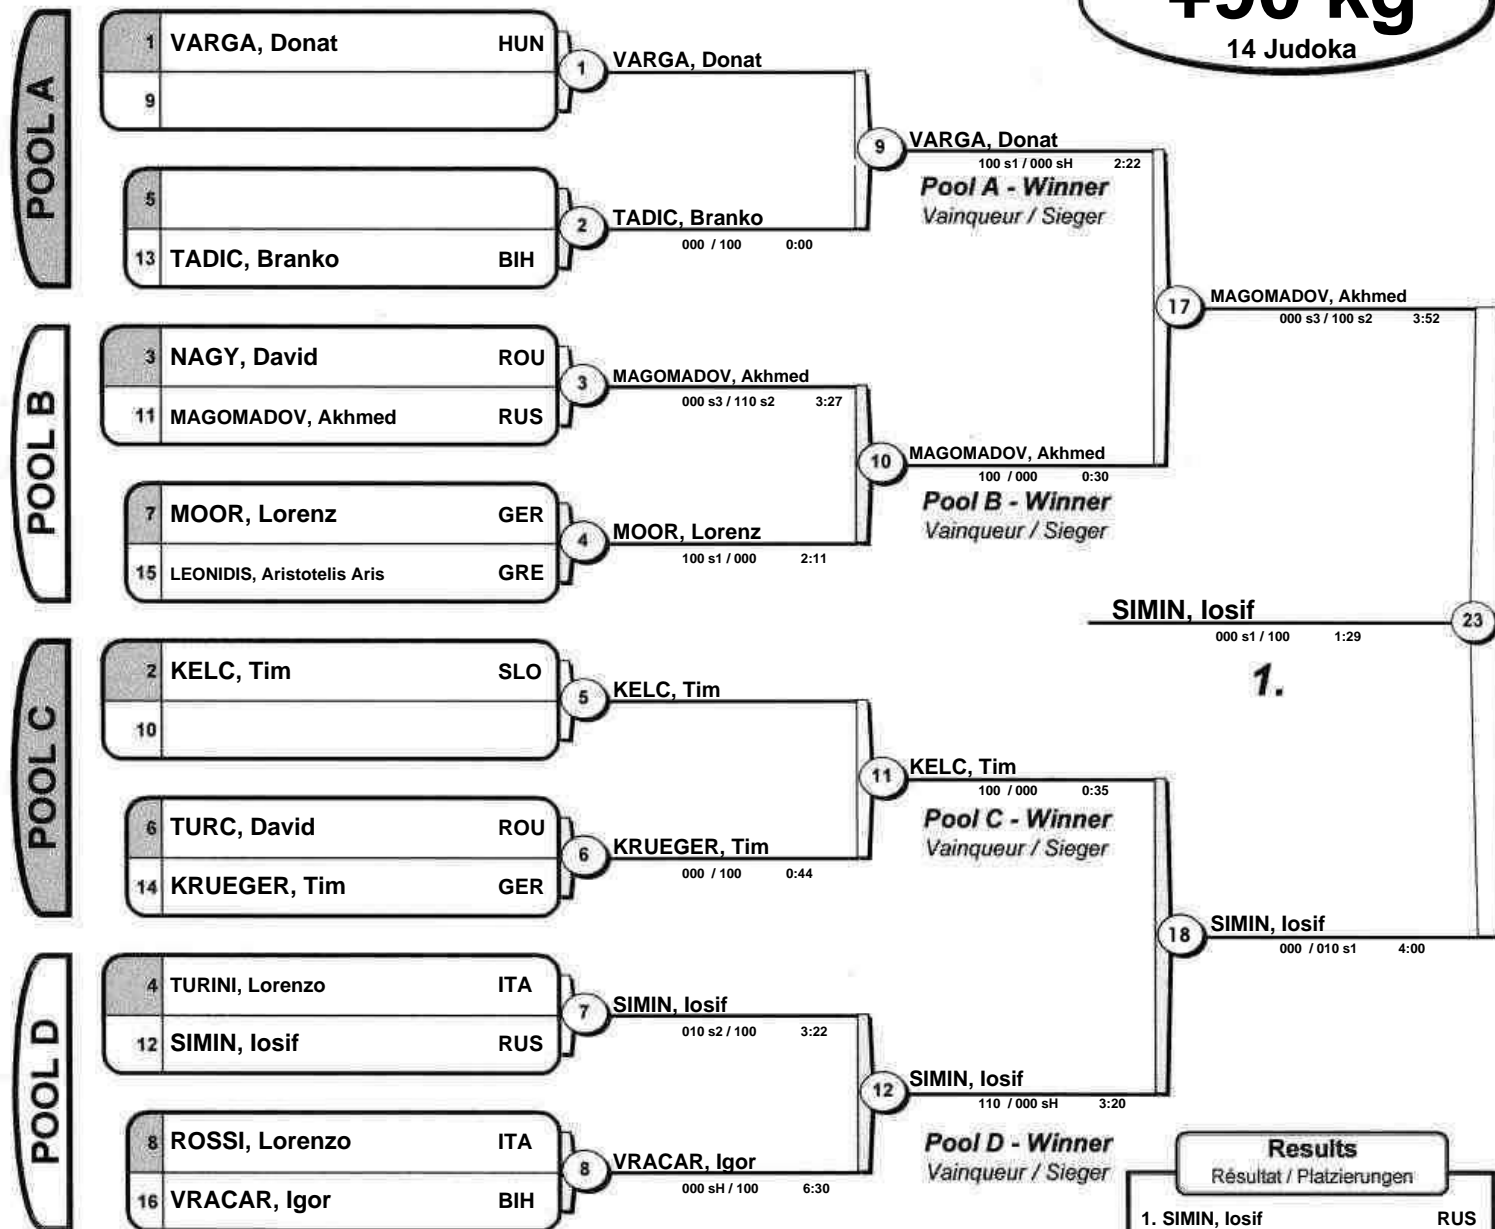 +90 kg
14 Judoka
POOL A
1 VARGA, Donat HUN
9
1 VARGA, Donat
5
13 TADIC, Branko BIH
2 TADIC, Branko
000 / 100 0:00
9 VARGA, Donat
100 s1 / 000 sH 2:22
Pool A - Winner
Vainqueur / Sieger
POOL B
3 NAGY, David ROU
11 MAGOMADOV, Akhmed RUS
3 MAGOMADOV, Akhmed
000 s3 / 110 s2 3:27
7 MOOR, Lorenz GER
15 LEONIDIS, Aristotelis Aris GRE
4 MOOR, Lorenz
100 s1 / 000 2:11
10 MAGOMADOV, Akhmed
100 / 000 0:30
Pool B - Winner
Vainqueur / Sieger
17 MAGOMADOV, Akhmed
000 s3 / 100 s2 3:52
SIMIN, Iosif 23
000 s1 / 100 1:29
1.
POOL C
2 KELC, Tim SLO
10
5 KELC, Tim
6 TURC, David ROU
14 KRUEGER, Tim GER
6 KRUEGER, Tim
000 / 100 0:44
11 KELC, Tim
100 / 000 0:35
Pool C - Winner
Vainqueur / Sieger
18 SIMIN, Iosif
000 / 010 s1 4:00
POOL D
4 TURINI, Lorenzo ITA
12 SIMIN, Iosif RUS
7 SIMIN, Iosif
010 s2 / 100 3:22
8 ROSSI, Lorenzo ITA
16 VRACAR, Igor BIH
8 VRACAR, Igor
000 sH / 100 6:30
12 SIMIN, Iosif
110 / 000 sH 3:20
Pool D - Winner
Vainqueur / Sieger
Results
Résultat / Platzierungen
1. SIMIN, Iosif RUS